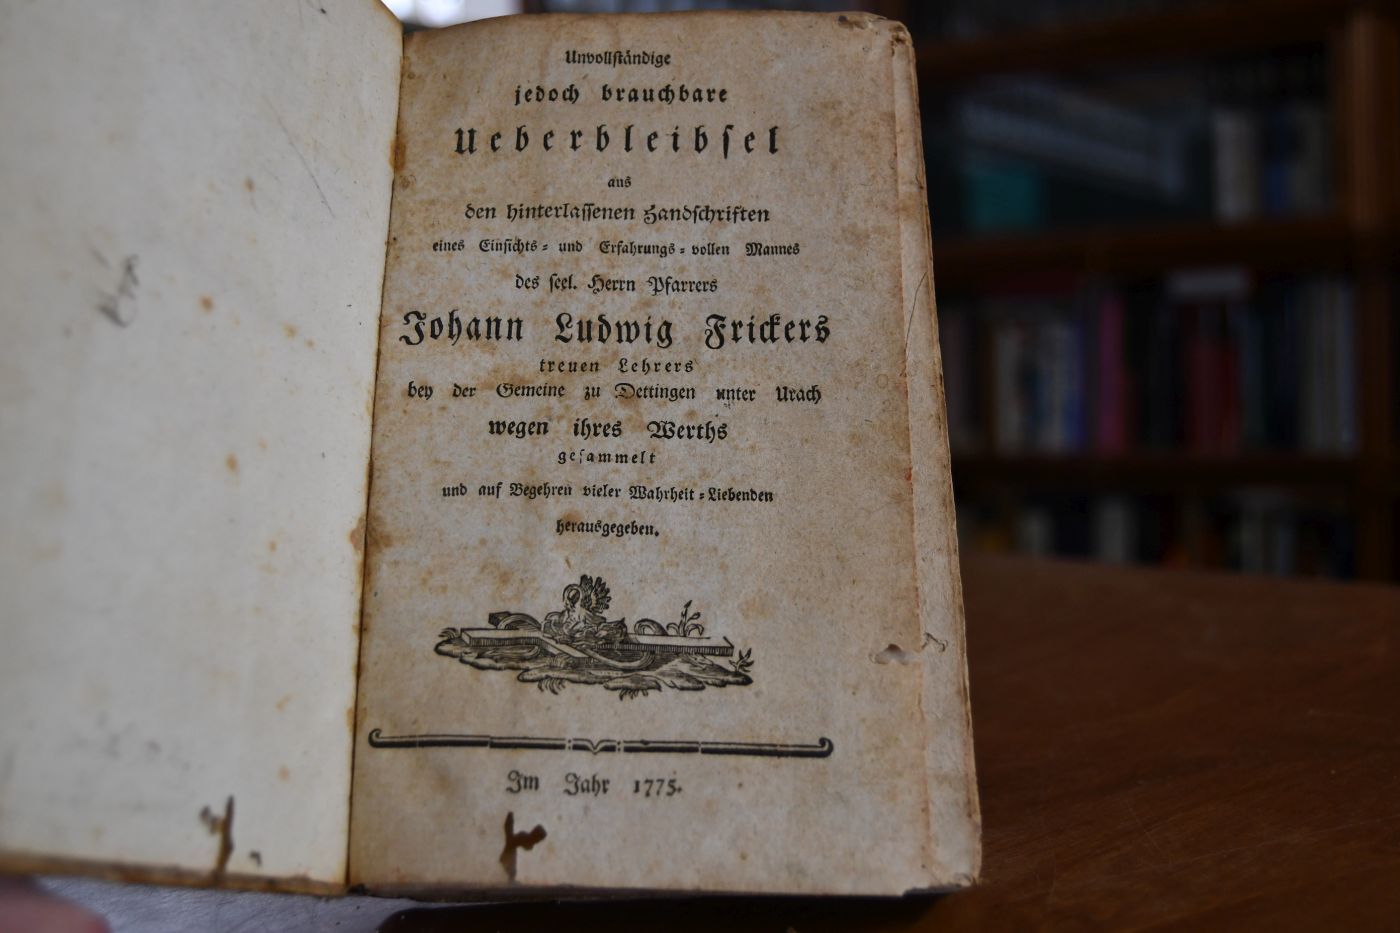 Unvollſtändige
jedoch brauchbare
Ueberbleibſel
aus
den hinterlaſſenen Handſchriften
eines Einſichts- und Erfahrungs-vollen Mannes
des ſeel. Herrn Pfarrers
Johann Ludwig Frickers
treuen Lehrers
bey der Gemeine zu Dettingen unter Urach
wegen ihres Werths
geſammelt
und auf Begehren vieler Wahrheit-Liebenden
herausgegeben.
Im Jahr 1775.